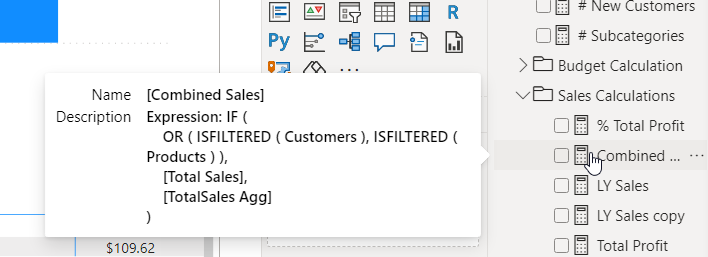 R
# New Customers
Py
# Subcategories
...
Budget Calculation
Sales Calculations
Name [Combined Sales]
Description Expression: IF (
OR ( ISFILTERED ( Customers ), ISFILTERED (
Products ) ),
[Total Sales],
[TotalSales Agg]
)
% Total Profit
Combined ... ...
LY Sales
LY Sales copy
Total Profit
$109.62